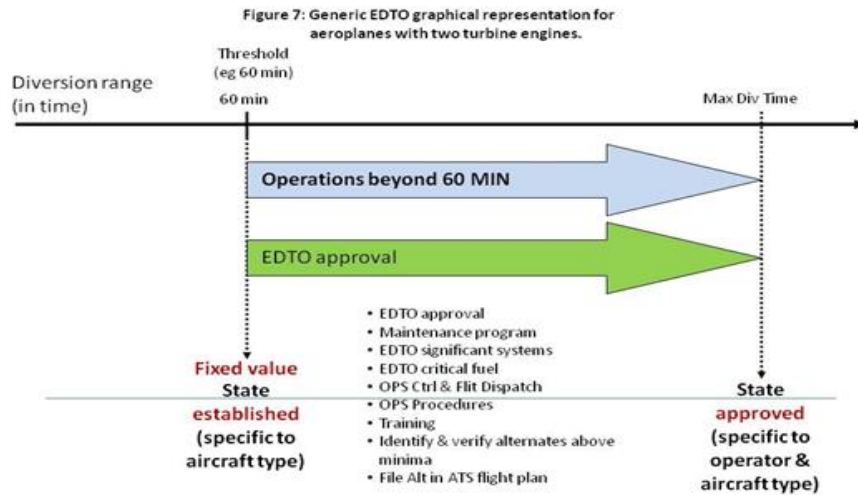 Figure 7: Generic EDTO graphical representation for
aeroplanes with two turbine engines.
Threshold
(eg 60 min)
Diversion range
(in time)
60 min
Max Div Time
Operations beyond 60 MIN
EDTO approval
• EDTO approval
• Maintenance program
• EDTO significant systems
• EDTO critical fuel
• OPS Ctrl & Flit Dispatch
• OPS Procedures
• Training
• Identify & verify alternates above
minima
• File Alt in ATS flight plan
Fixed value
State
established
(specific to
aircraft type)
State
approved
(specific to
operator &
aircraft type)